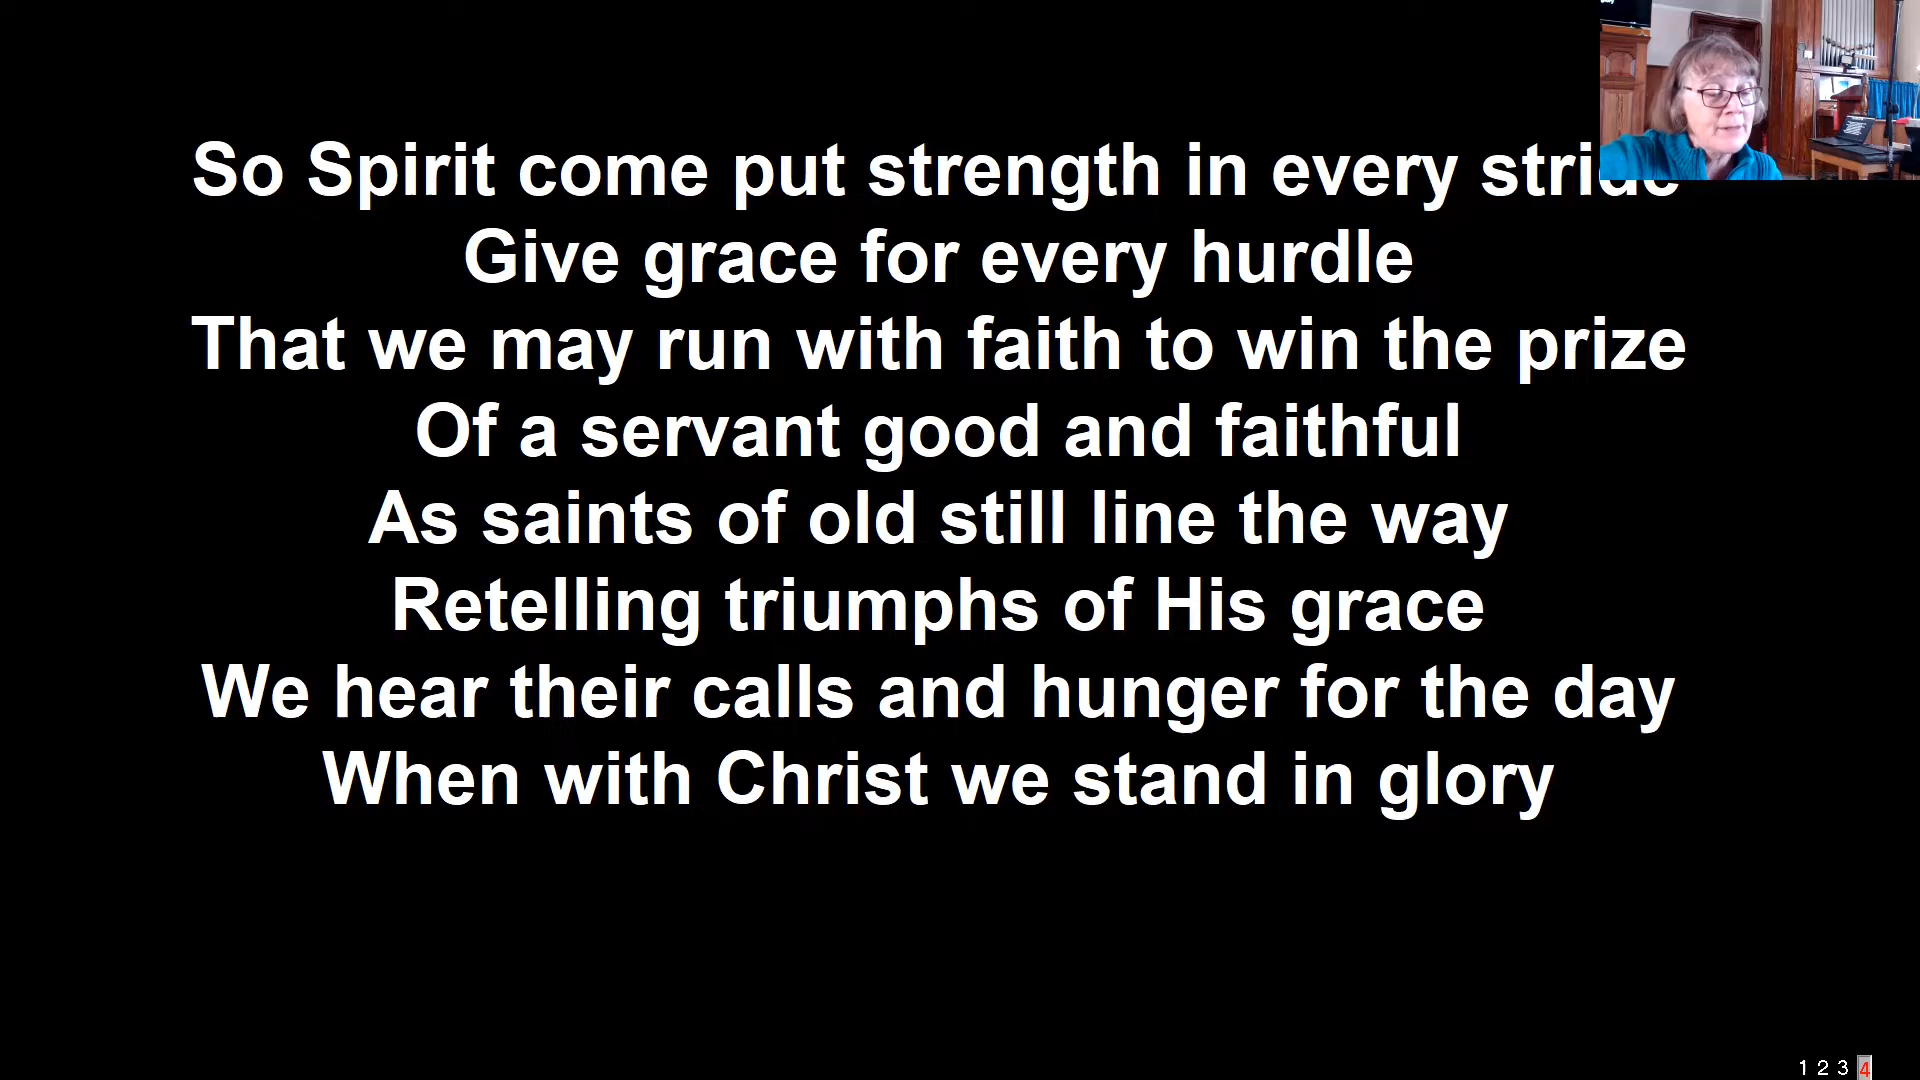 So Spirit come put strength in every stride
Give grace for every hurdle
That we may run with faith to win the prize
Of a servant good and faithful
As saints of old still line the way
Retelling triumphs of His grace
We hear their calls and hunger for the day
When with Christ we stand in glory
1 2 3 4